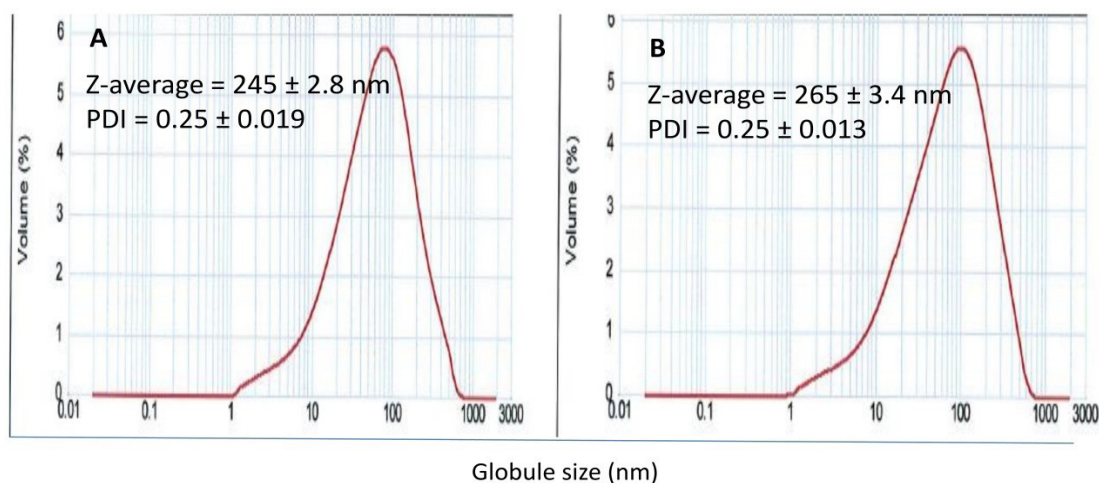 A
Z-average = 245 ± 2.8 nm
PDI = 0.25 ± 0.019
Volume (%)
6
5
4
3
2
1
0
0.01 0.1 1 10 100 1000 3000
B
Z-average = 265 ± 3.4 nm
PDI = 0.25 ± 0.013
Volume (%)
6
5
4
3
2
1
0
0.01 0.1 1 10 100 1000 3000
Globule size (nm)